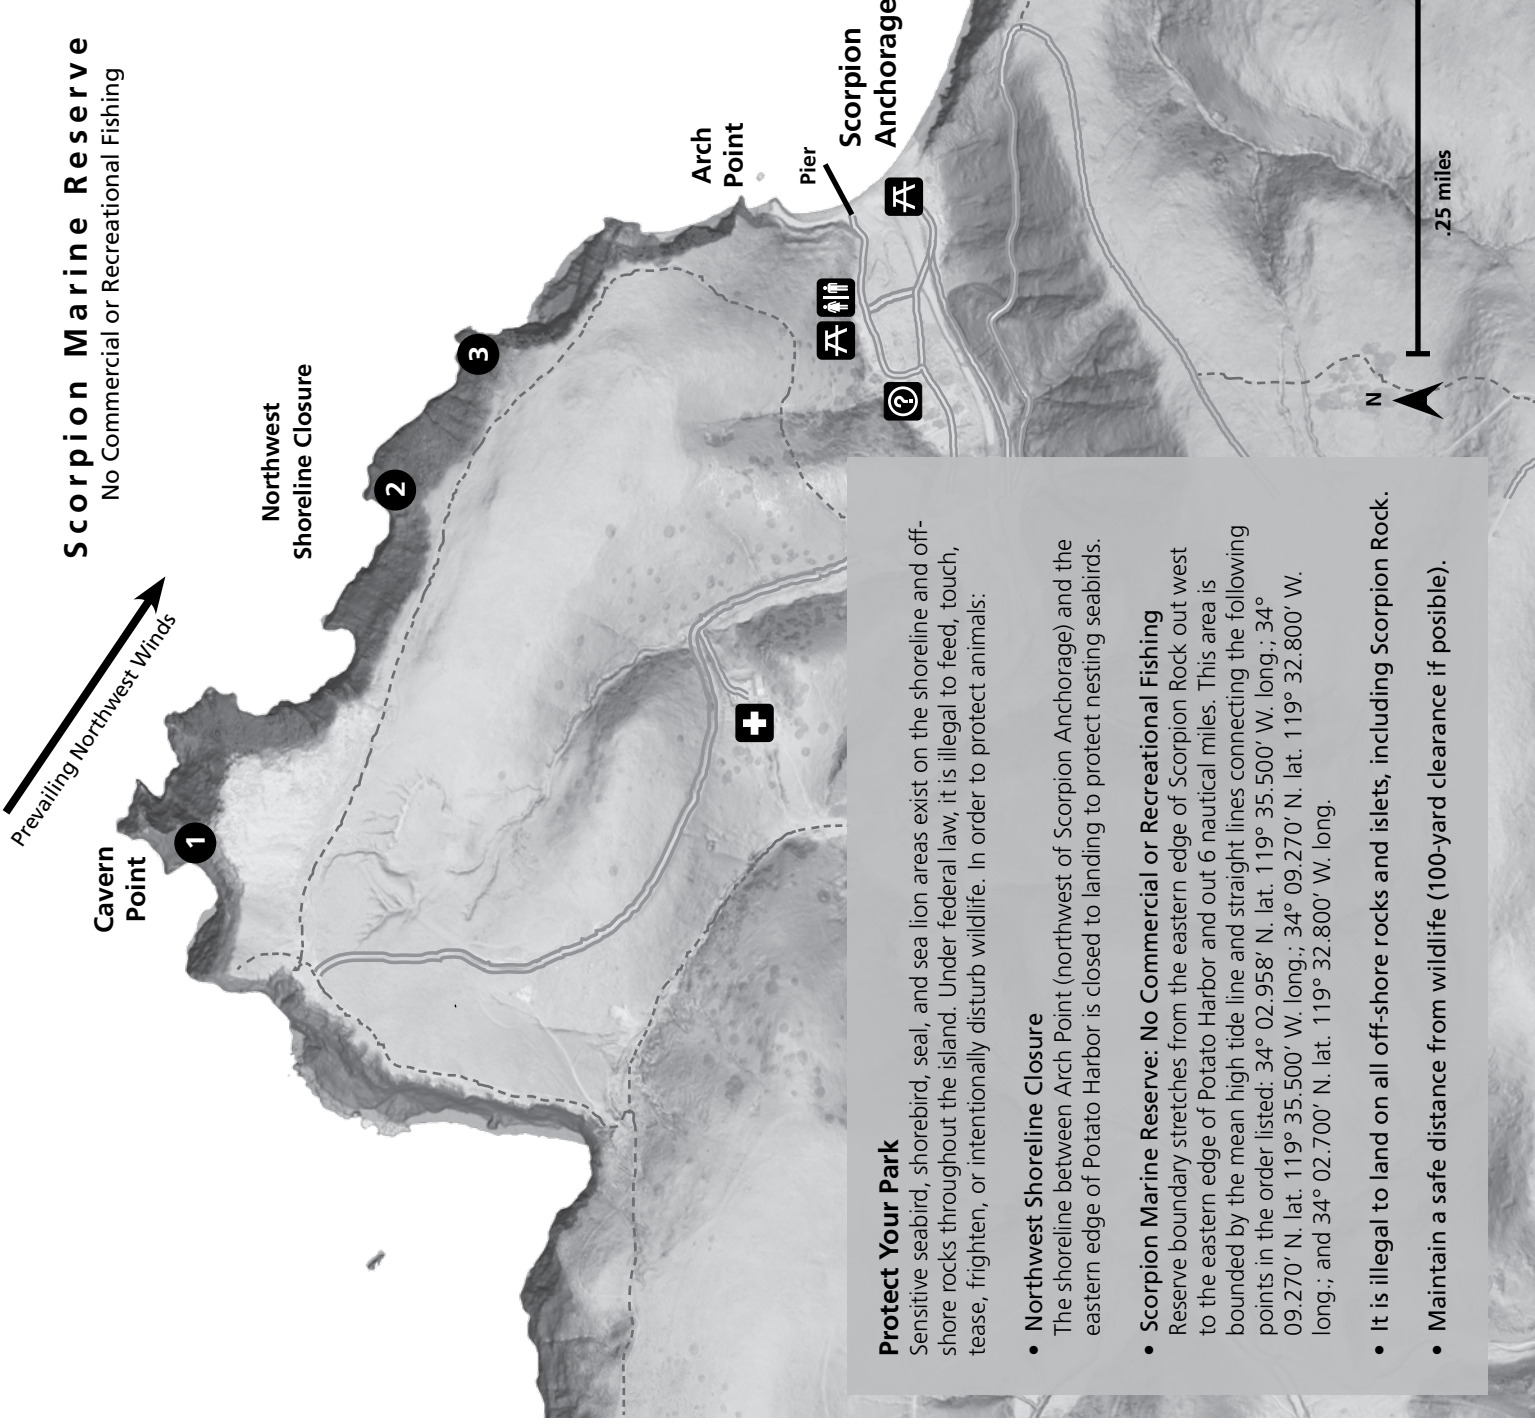 Scorpion Marine Reserve
No Commercial or Recreational Fishing
Prevailing Northwest Winds
Northwest
Shoreline Closure
Cavern
Point
1
2
3
Arch
Point
Pier
Scorpion
Anchorage
?
N
.25 miles
Protect Your Park
Sensitive seabird, shorebird, seal, and sea lion areas exist on the shoreline and off-
shore rocks throughout the island. Under federal law, it is illegal to feed, touch,
tease, frighten, or intentionally disturb wildlife. In order to protect animals:
• Northwest Shoreline Closure
The shoreline between Arch Point (northwest of Scorpion Anchorage) and the
eastern edge of Potato Harbor is closed to landing to protect nesting seabirds.
• Scorpion Marine Reserve: No Commercial or Recreational Fishing
Reserve boundary stretches from the eastern edge of Scorpion Rock out west
to the eastern edge of Potato Harbor and out 6 nautical miles. This area is
bounded by the mean high tide line and straight lines connecting the following
points in the order listed: 34° 02.958′ N. lat. 119° 35.500′ W. long.; 34°
09.270′ N. lat. 119° 35.500′ W. long.; 34° 09.270′ N. lat. 119° 32.800′ W.
long.; and 34° 02.700′ N. lat. 119° 32.800′ W. long.
• It is illegal to land on all off-shore rocks and islets, including Scorpion Rock.
• Maintain a safe distance from wildlife (100-yard clearance if posible).